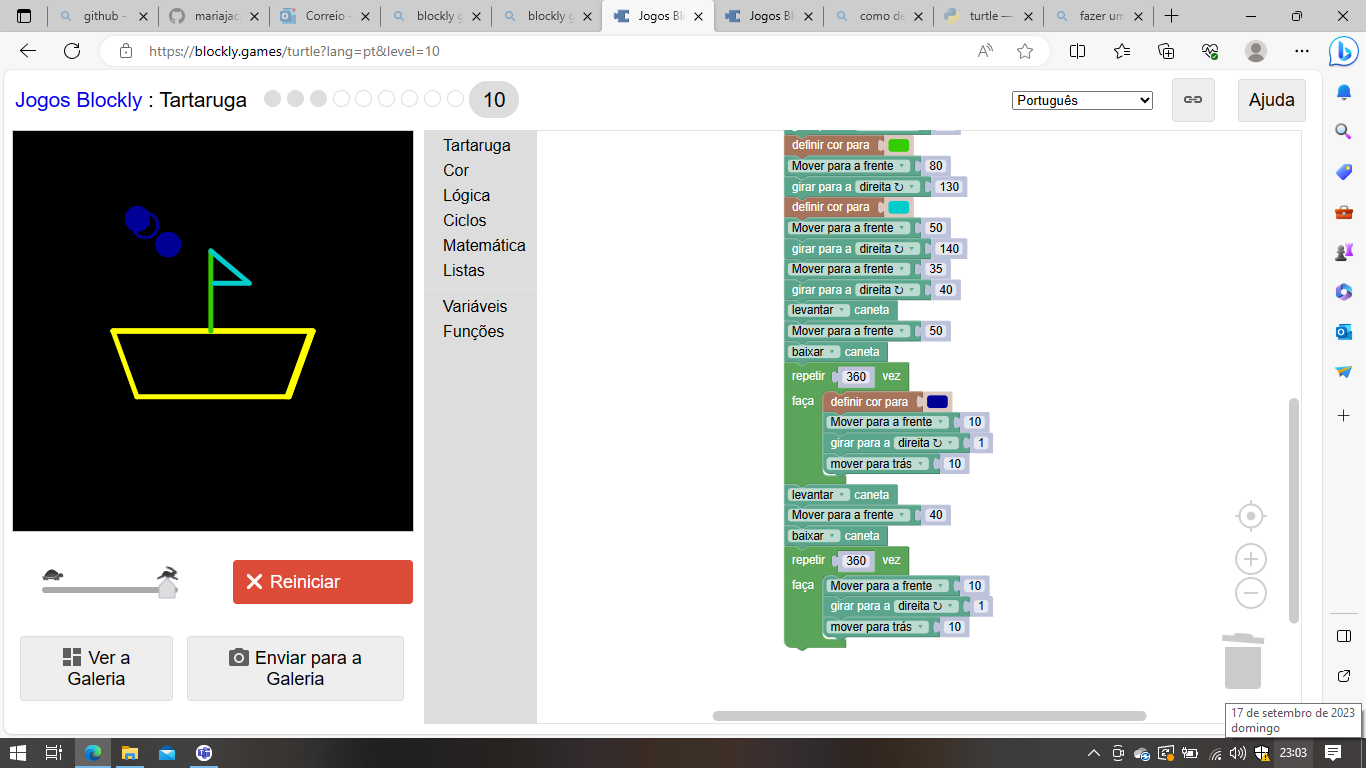 github -
mariajac
Correio -
blockly g
blockly g
Jogos Bl
Jogos Bl
como de
turtle —
fazer um
https://blockly.games/turtle?lang=pt&level=10
Jogos Blockly : Tartaruga
10
Português
Ajuda
Tartaruga
Cor
Lógica
Ciclos
Matemática
Listas
Variáveis
Funções
definir cor para
Mover para a frente 80
girar para a direita ↻ 130
definir cor para
Mover para a frente 50
girar para a direita ↻ 140
Mover para a frente 35
girar para a direita ↻ 40
levantar caneta
Mover para a frente 50
baixar caneta
repetir 360 vez
faça definir cor para
Mover para a frente 10
girar para a direita ↻ 1
mover para trás 10
levantar caneta
Mover para a frente 40
baixar caneta
repetir 360 vez
faça Mover para a frente 10
girar para a direita ↻ 1
mover para trás 10
Reiniciar
Ver a
Galeria
Enviar para a
Galeria
17 de setembro de 2023
domingo
23:03